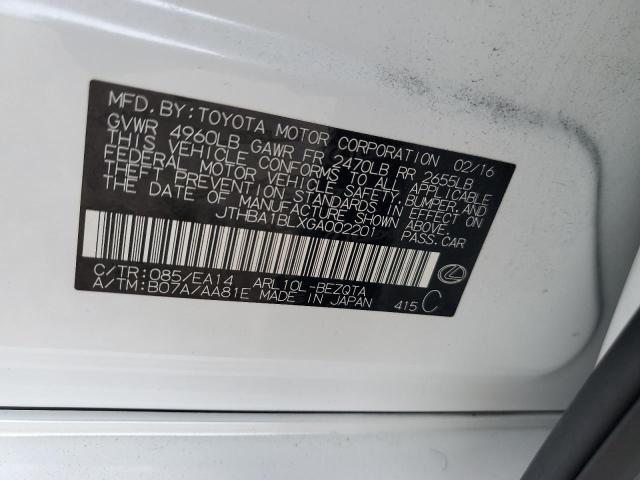 MFD. BY: TOYOTA MOTOR CORPORATION 02/16
GVWR 4960LB GAWR FR 2470LB RR 2655LB
THIS VEHICLE CONFORMS TO ALL APPLICABLE
FEDERAL MOTOR VEHICLE SAFETY, BUMPER AND
THEFT PREVENTION STANDARDS IN EFFECT ON
THE DATE OF MANUFACTURE SHOWN ABOVE.
JTHBA1BLXGA002201 PASS.CAR
C/TR:085/EA14 ARL10L-BEZQTA
A/TM:B07A/AA81E MADE IN JAPAN 415 C